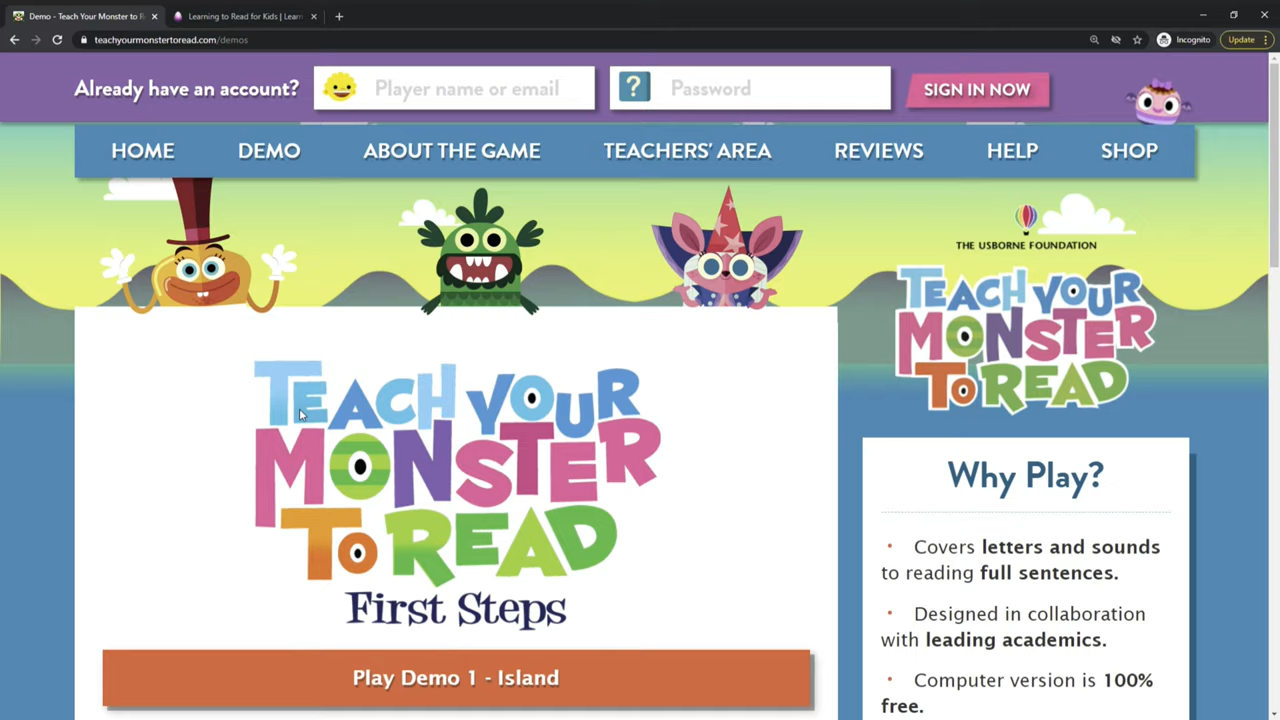 Demo - Teach Your Monster to R
Learning to Read for Kids | Learn
teachyourmonstertoread.com/demos
Incognito
Update
Already have an account?
Player name or email
?
Password
SIGN IN NOW
HOME
DEMO
ABOUT THE GAME
TEACHERS' AREA
REVIEWS
HELP
SHOP
THE USBORNE FOUNDATION
TEACH YOUR
MONSTER
TO READ
TEACH YOUR
MONSTER
TO READ
First Steps
Play Demo 1 - Island
Why Play?
• Covers letters and sounds
to reading full sentences.
• Designed in collaboration
with leading academics.
• Computer version is 100%
free.